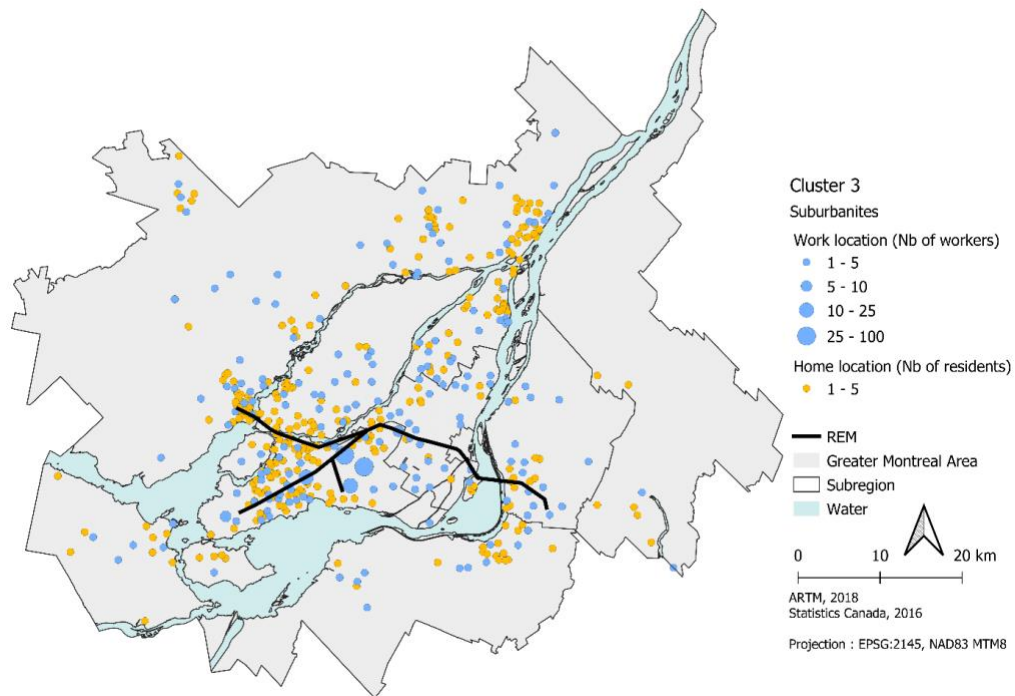 Cluster 3
Suburbanites
Work location (Nb of workers)
1 - 5
5 - 10
10 - 25
25 - 100
Home location (Nb of residents)
1 - 5
REM
Greater Montreal Area
Subregion
Water
0 10 20 km
ARTM, 2018
Statistics Canada, 2016
Projection : EPSG:2145, NAD83 MTM8